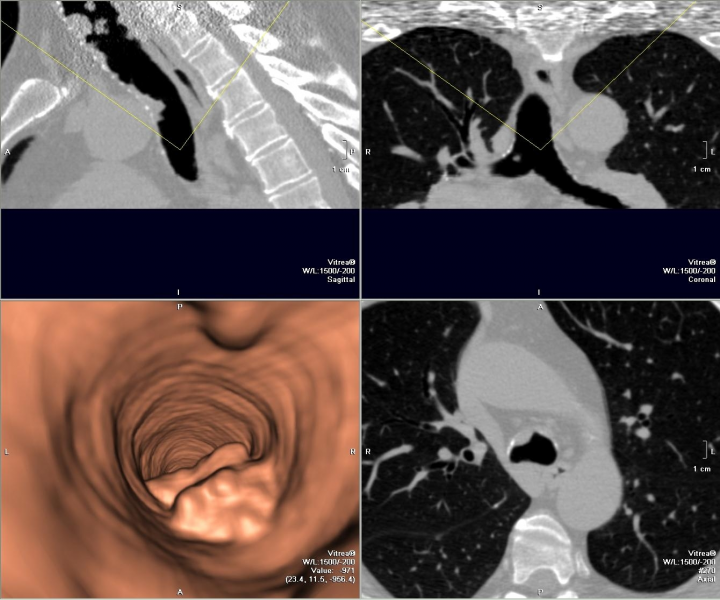 S
A
P
1 cm
Vitrea®
W/L:1500/-200
Sagittal
I
S
R
L
1 cm
Vitrea®
W/L:1500/-200
Coronal
I
P
L
R
Vitrea®
W/L:1500/-200
Value: -971
(23.4, 11.5, -956.4)
A
A
R
L
1 cm
Vitrea®
W/L:1500/-200
Axial
P